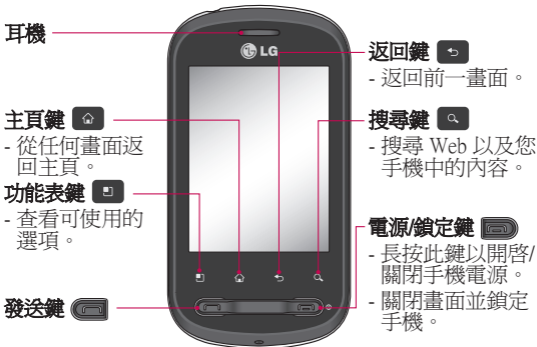 耳機
主頁鍵
- 從任何畫面返
回主頁。
功能表鍵
- 查看可使用的
選項。
發送鍵
LG
返回鍵
- 返回前一畫面。
搜尋鍵
- 搜尋 Web 以及您
手機中的內容。
電源/鎖定鍵
- 長按此鍵以開啓/
關閉手機電源。
- 關閉畫面並鎖定
手機。